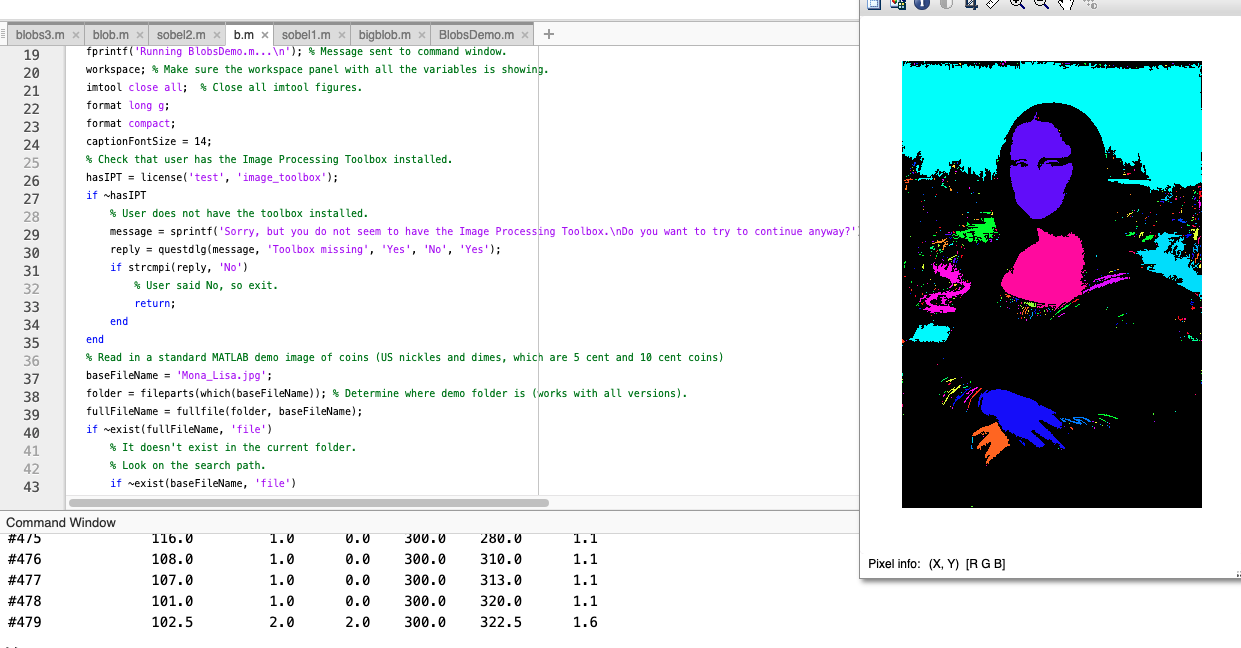 blobs3.m × blob.m × sobel2.m × b.m × sobel1.m × bigblob.m × BlobsDemo.m × +
19 fprintf('Running BlobsDemo.m...\n'); % Message sent to command window.
20 workspace; % Make sure the workspace panel with all the variables is showing.
21 imtool close all;  % Close all imtool figures.
22 format long g;
23 format compact;
24 captionFontSize = 14;
25 % Check that user has the Image Processing Toolbox installed.
26 hasIPT = license('test', 'image_toolbox');
27 if ~hasIPT
28     % User does not have the toolbox installed.
29     message = sprintf('Sorry, but you do not seem to have the Image Processing Toolbox.\nDo you want to try to continue anyway?'
30     reply = questdlg(message, 'Toolbox missing', 'Yes', 'No', 'Yes');
31     if strcmpi(reply, 'No')
32         % User said No, so exit.
33         return;
34     end
35 end
36 % Read in a standard MATLAB demo image of coins (US nickles and dimes, which are 5 cent and 10 cent coins)
37 baseFileName = 'Mona_Lisa.jpg';
38 folder = fileparts(which(baseFileName)); % Determine where demo folder is (works with all versions).
39 fullFileName = fullfile(folder, baseFileName);
40 if ~exist(fullFileName, 'file')
41     % It doesn't exist in the current folder.
42     % Look on the search path.
43     if ~exist(baseFileName, 'file')
Command Window
#475 116.0 1.0 0.0 300.0 280.0 1.1
#476 108.0 1.0 0.0 300.0 310.0 1.1
#477 107.0 1.0 0.0 300.0 313.0 1.1
#478 101.0 1.0 0.0 300.0 320.0 1.1
#479 102.5 2.0 2.0 300.0 322.5 1.6
Pixel info: (X, Y) [R G B]